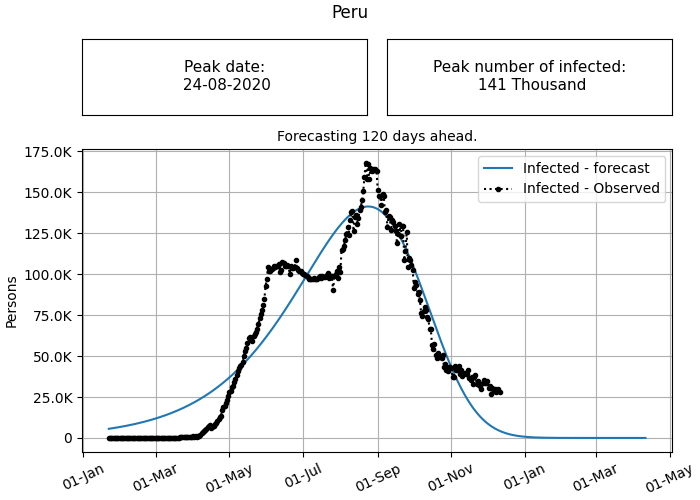 Peru
Peak date:
24-08-2020
Peak number of infected:
141 Thousand
Forecasting 120 days ahead.
175.0K
150.0K
125.0K
100.0K
75.0K
50.0K
25.0K
0
Persons
Infected - forecast
Infected - Observed
01-Jan
01-Mar
01-May
01-Jul
01-Sep
01-Nov
01-Jan
01-Mar
01-May